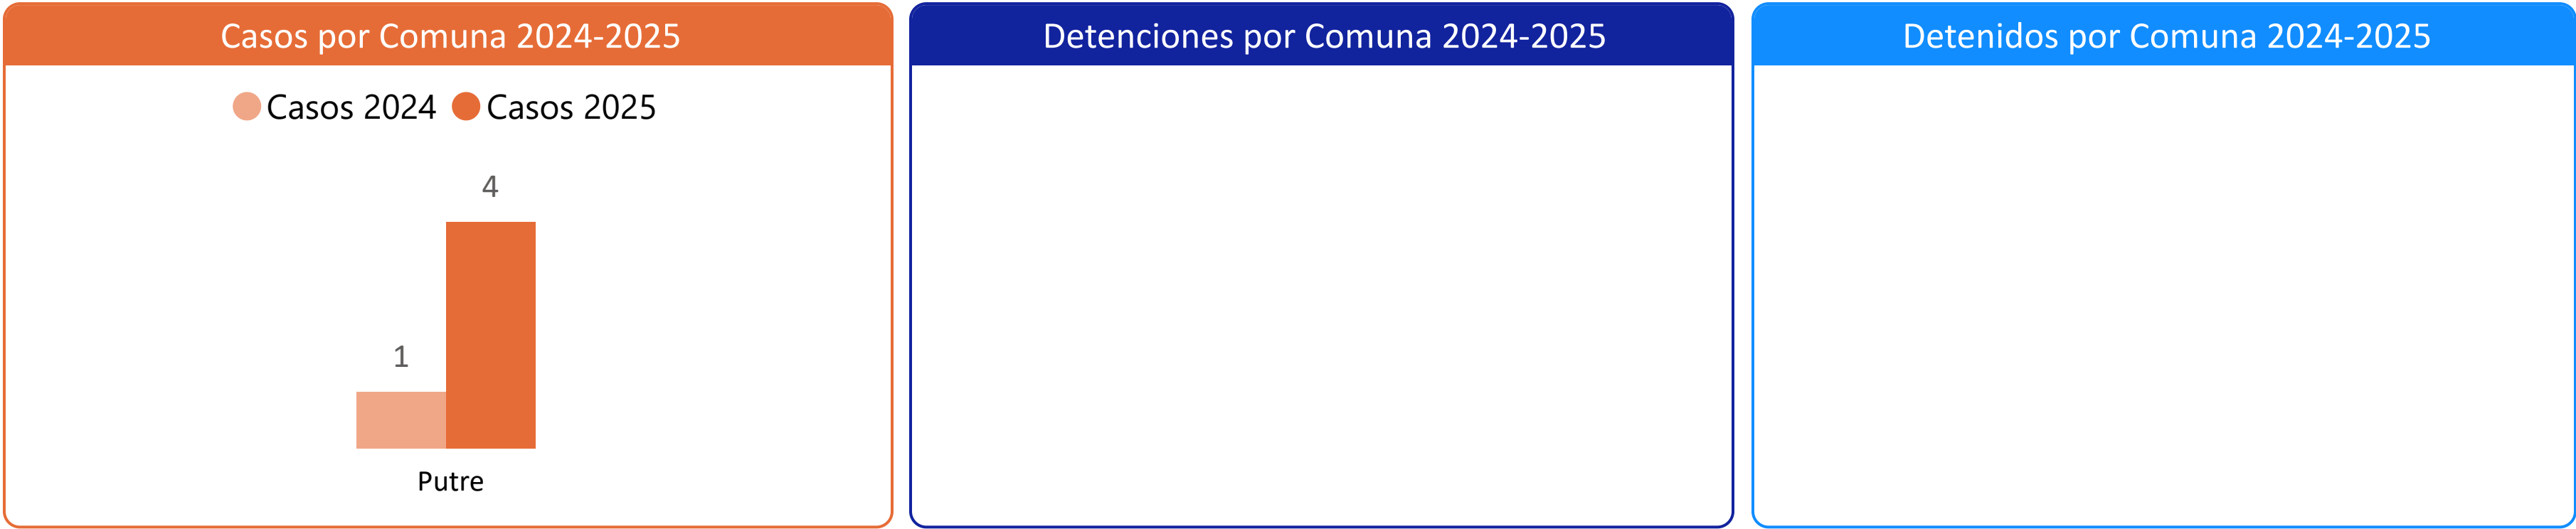 Casos por Comuna 2024-2025
Casos 2024 Casos 2025
4
1
Putre
Detenciones por Comuna 2024-2025
Detenidos por Comuna 2024-2025